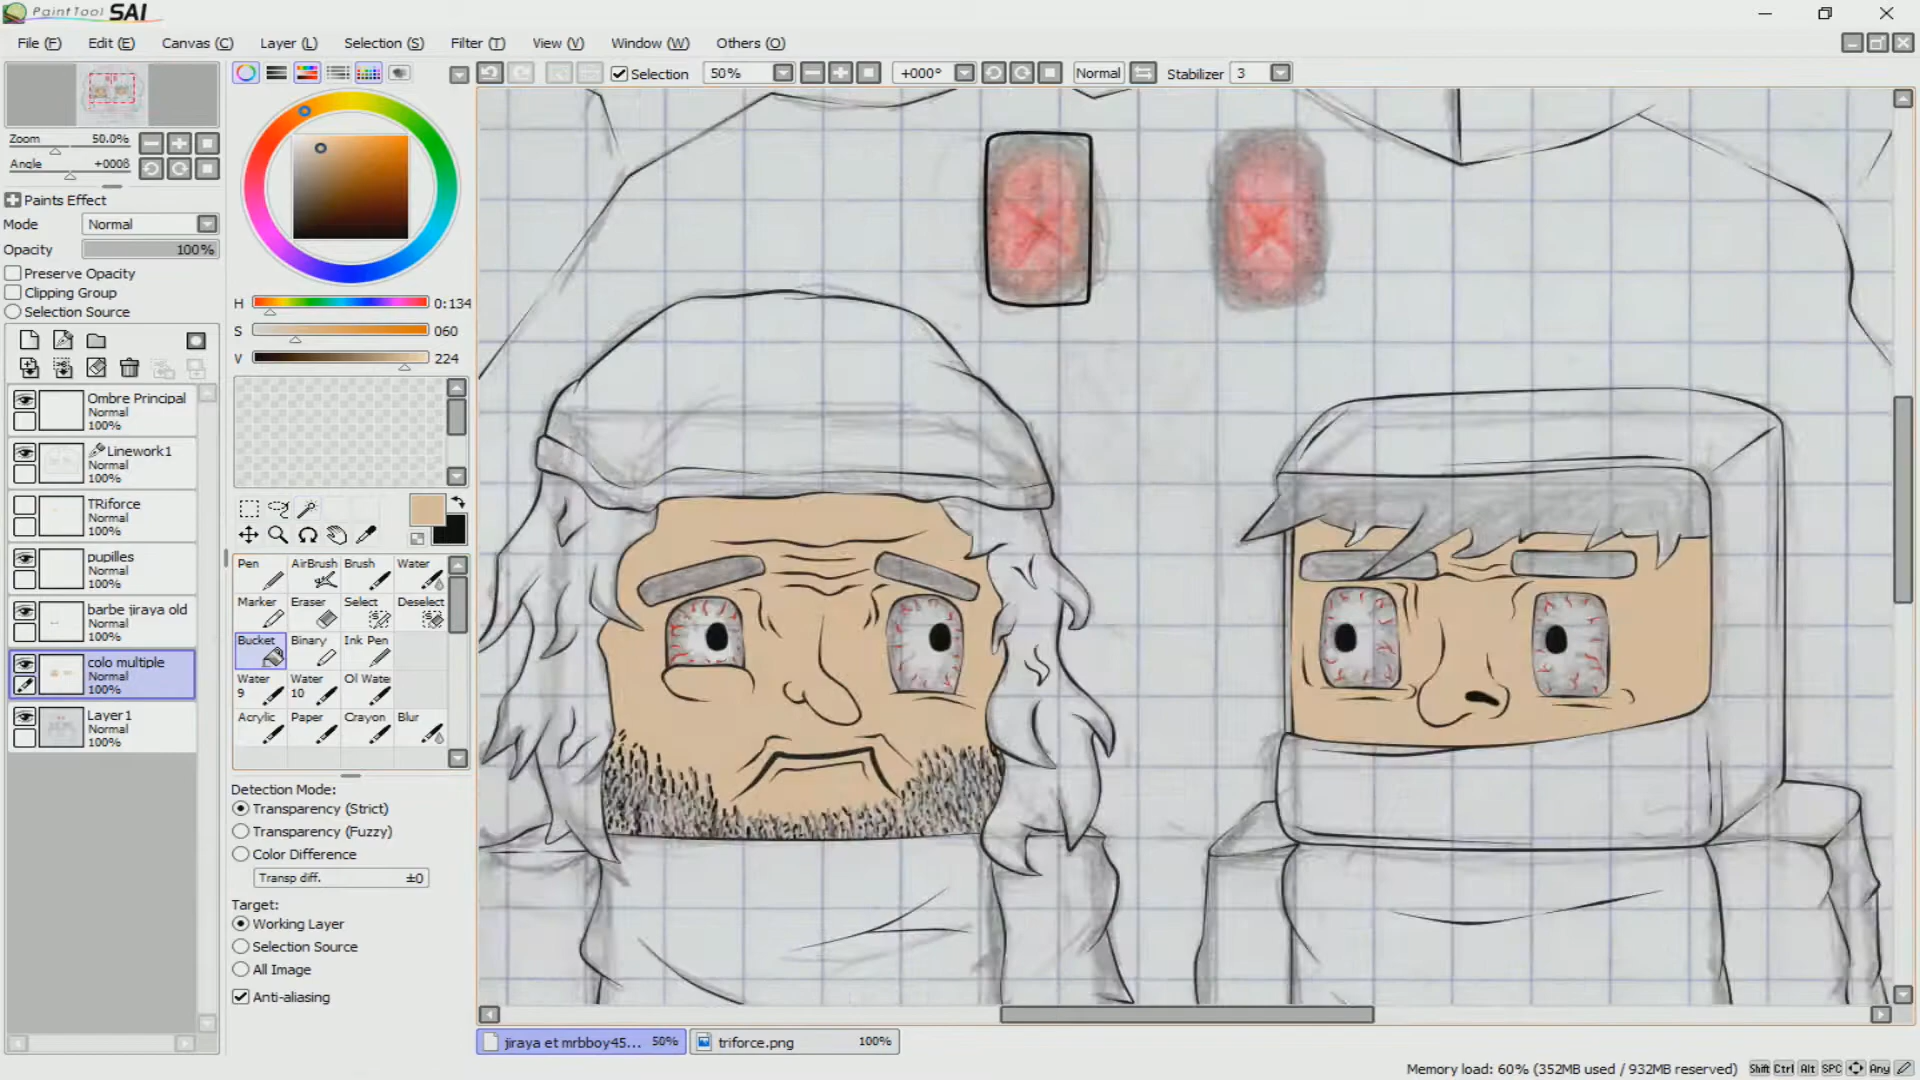 PaintTool SAI
File (F) Edit (E) Canvas (C) Layer (L) Selection (S) Filter (T) View (V) Window (W) Others (O)
Selection 50% +000° Normal Stabilizer 3
Zoom 50.0%
Angle +000ß
Paints Effect
Mode Normal
Opacity 100%
Preserve Opacity
Clipping Group
Selection Source
Ombre Principal
Normal
100%
Linework1
Normal
100%
TRiforce
Normal
100%
pupilles
Normal
100%
barbe jiraya old
Normal
100%
colo multiple
Normal
100%
Layer1
Normal
100%
H 0:134
S 060
V 224
Pen AirBrush Brush Water
Marker Eraser Select Deselect
Bucket Binary Ink Pen
Water 9 Water 10 Oil Wate
Acrylic Paper Crayon Blur
Detection Mode:
Transparency (Strict)
Transparency (Fuzzy)
Color Difference
Transp diff. ±0
Target:
Working Layer
Selection Source
All Image
Anti-aliasing
jiraya et mrbboy45... 50% triforce.png 100%
Memory load: 60% (352MB used / 932MB reserved) Shift Ctrl Alt SPC Any